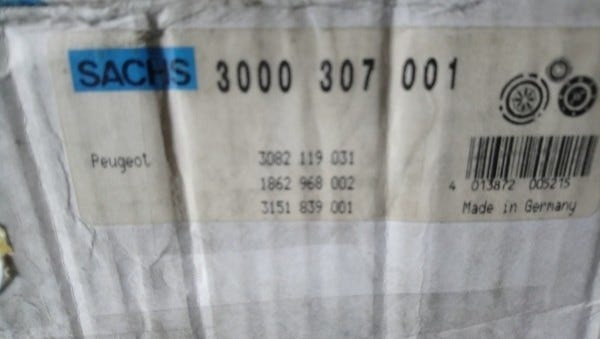 SACHS 3000 307 001
Peugeot 3082 119 031
1862 968 002
3151 839 001
4 013872 005215
Made in Germany